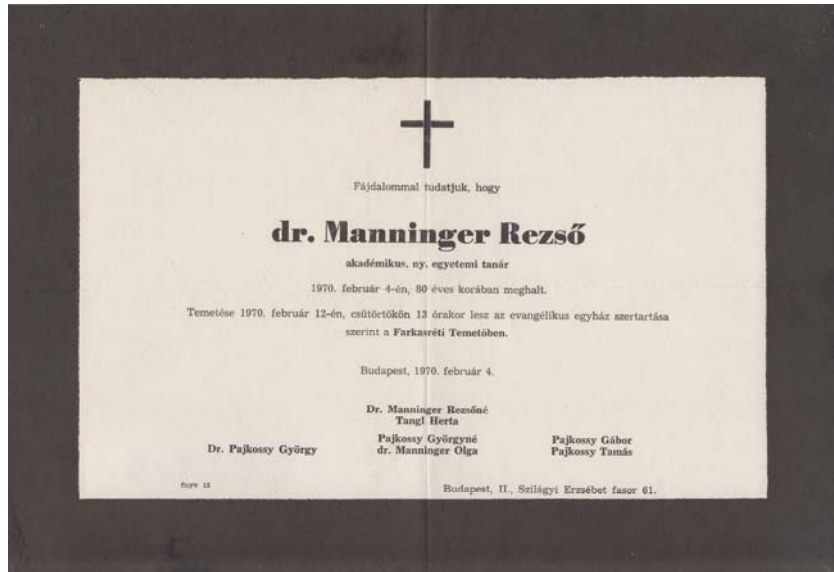 Fájdalommal tudatjuk, hogy
dr. Manninger Rezső
akadémikus, ny. egyetemi tanár
1970. február 4-én, 80 éves korában meghalt.
Temetése 1970. február 12-én, csütörtökön 13 órakor lesz az evangélikus egyház szertartása
szerint a Farkasréti Temetőben.
Budapest, 1970. február 4.
Dr. Manninger Rezsőné
Tangl Herta
Dr. Pajkossy György
Pajkossy Györgyné
dr. Manninger Olga
Pajkossy Gábor
Pajkossy Tamás
Budapest, II., Szilágyi Erzsébet fasor 61.